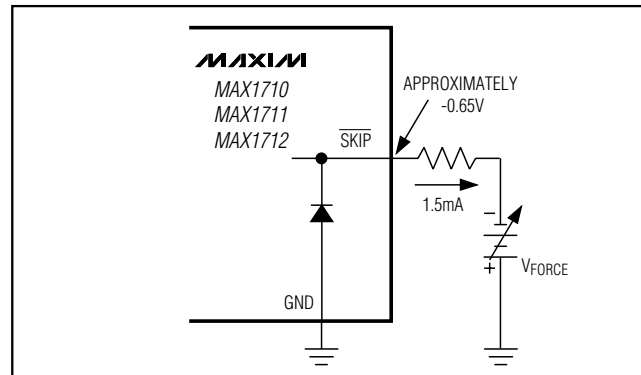 MAXIM
MAX1710
MAX1711
MAX1712
APPROXIMATELY
-0.65V
SKIP
1.5mA
−
+
VFORCE
GND